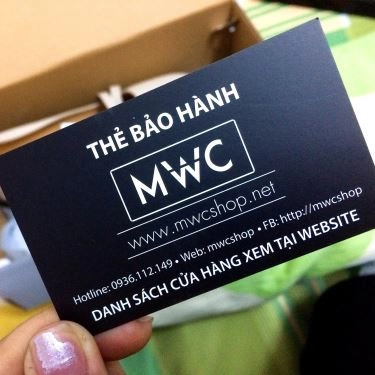 THẺ BẢO HÀNH
MWC
www.mwcshop.net
Hotline: 0936.112.149 • Web: mwcshop • FB: http://mwcshop
DANH SÁCH CỬA HÀNG XEM TẠI WEBSITE